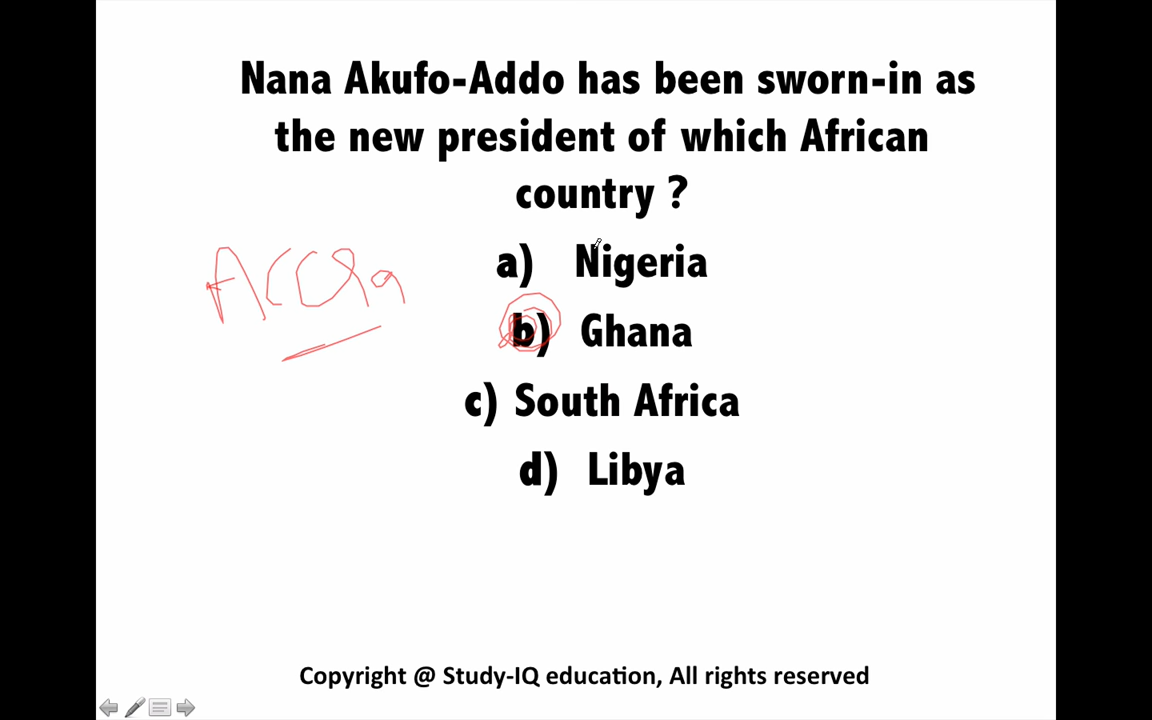 Nana Akufo-Addo has been sworn-in as
the new president of which African
country ?
a) Nigeria
Accra
b) Ghana
c) South Africa
d) Libya
Copyright @ Study-IQ education, All rights reserved